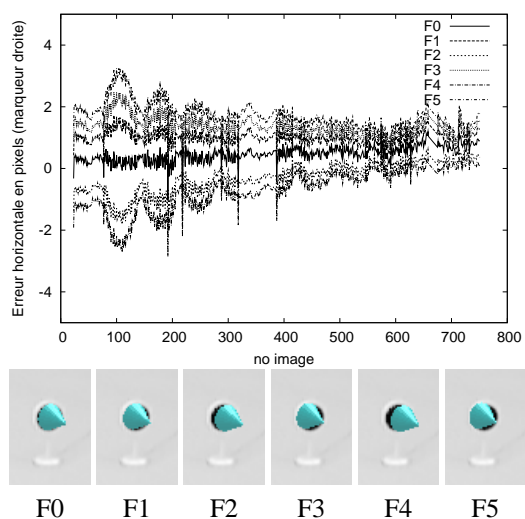 Erreur horizontale en pixels (marqueur droite)
4
2
0
-2
-4
F0
F1
F2
F3
F4
F5
0 100 200 300 400 500 600 700 800
no image
F0 F1 F2 F3 F4 F5